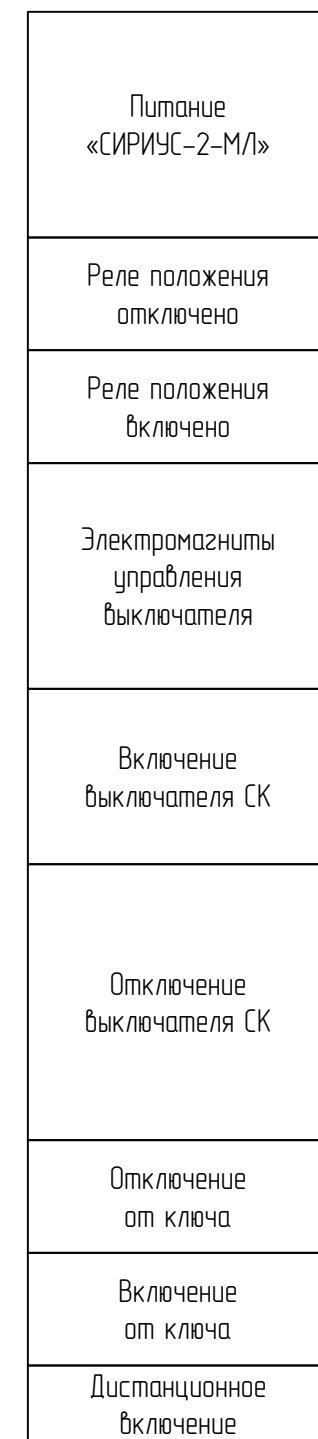 Питание
«СИРИУС-2-МЛ»
Реле положения
отключено
Реле положения
включено
Электромагниты
управления
выключателя
Включение
выключателя СК
Отключение
выключателя СК
Отключение
от ключа
Включение
от ключа
Дистанционное
включение